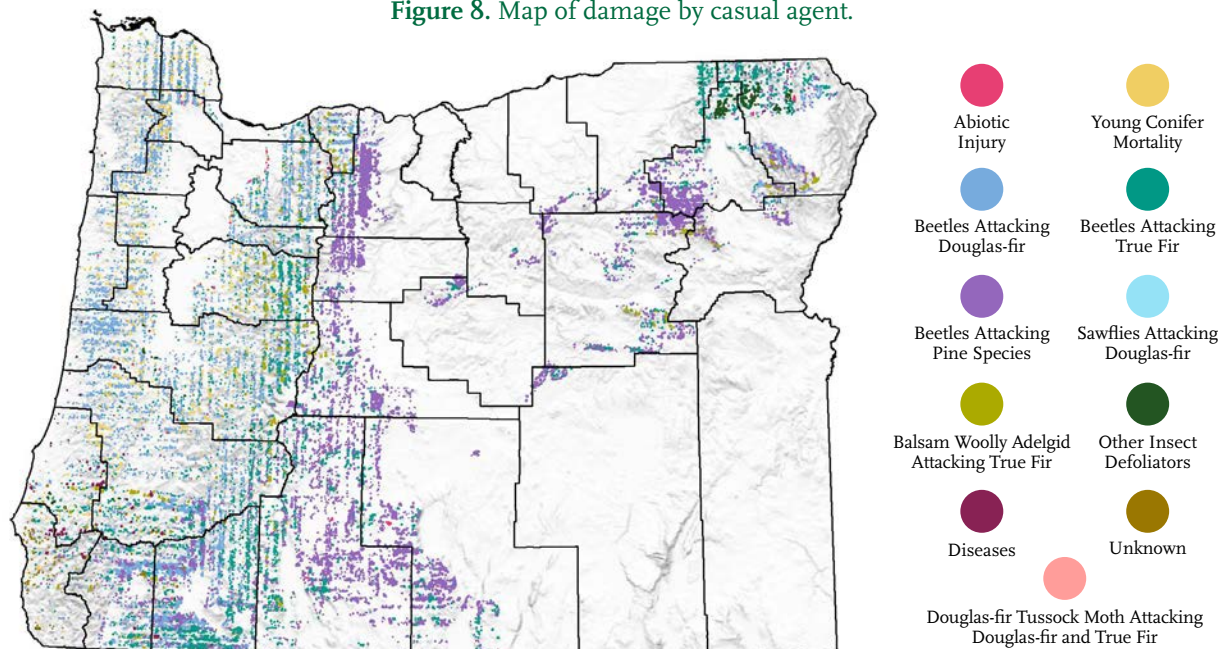 Figure 8. Map of damage by casual agent.
Abiotic
Injury
Young Conifer
Mortality
Beetles Attacking
Douglas-fir
Beetles Attacking
True Fir
Beetles Attacking
Pine Species
Sawflies Attacking
Douglas-fir
Balsam Woolly Adelgid
Attacking True Fir
Other Insect
Defoliators
Diseases
Unknown
Douglas-fir Tussock Moth Attacking
Douglas-fir and True Fir